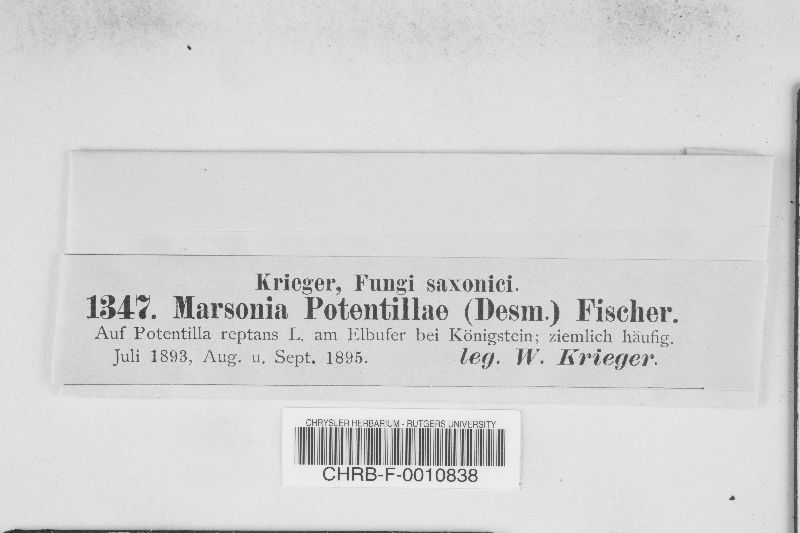 Krieger, Fungi saxonici.
1347. Marsonia Potentillae (Desm.) Fischer.
Auf Potentilla reptans L. am Elbufer bei Königstein; ziemlich häufig.
Juli 1893, Aug. u. Sept. 1895. leg. W. Krieger.
CHRYSLER HERBARIUM - RUTGERS UNIVERSITY
CHRB-F-0010838